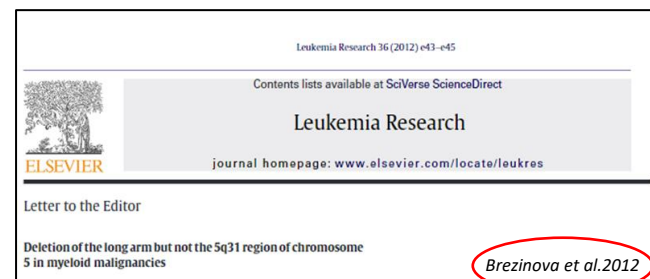 Leukemia Research 36 (2012) e43–e45
Contents lists available at SciVerse ScienceDirect
Leukemia Research
journal homepage: www.elsevier.com/locate/leukres
ELSEVIER
Letter to the Editor
Deletion of the long arm but not the 5q31 region of chromosome
5 in myeloid malignancies
Brezinova et al.2012